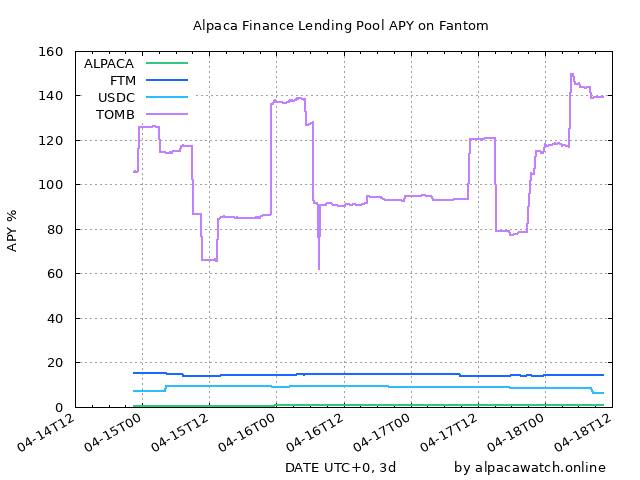 Alpaca Finance Lending Pool APY on Fantom
160
140
120
100
80
60
40
20
0
APY %
ALPACA
FTM
USDC
TOMB
04-14T12
04-15T00
04-15T12
04-16T00
04-16T12
04-17T00
04-17T12
04-18T00
04-18T12
DATE UTC+0, 3d
by alpacawatch.online